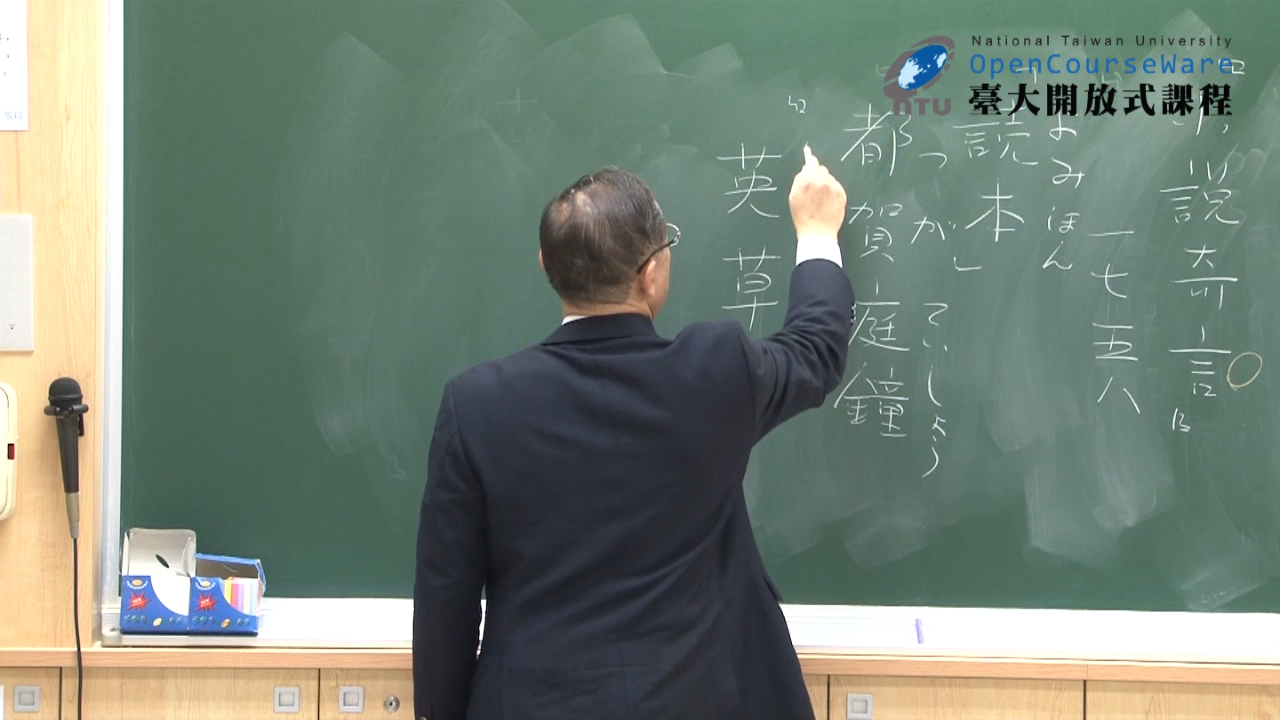 National Taiwan University
OpenCourseWare
臺大開放式課程
NTU
小說奇言
一七五八
よみほん
読本
つがし ていしょう
都賀庭鐘
英草